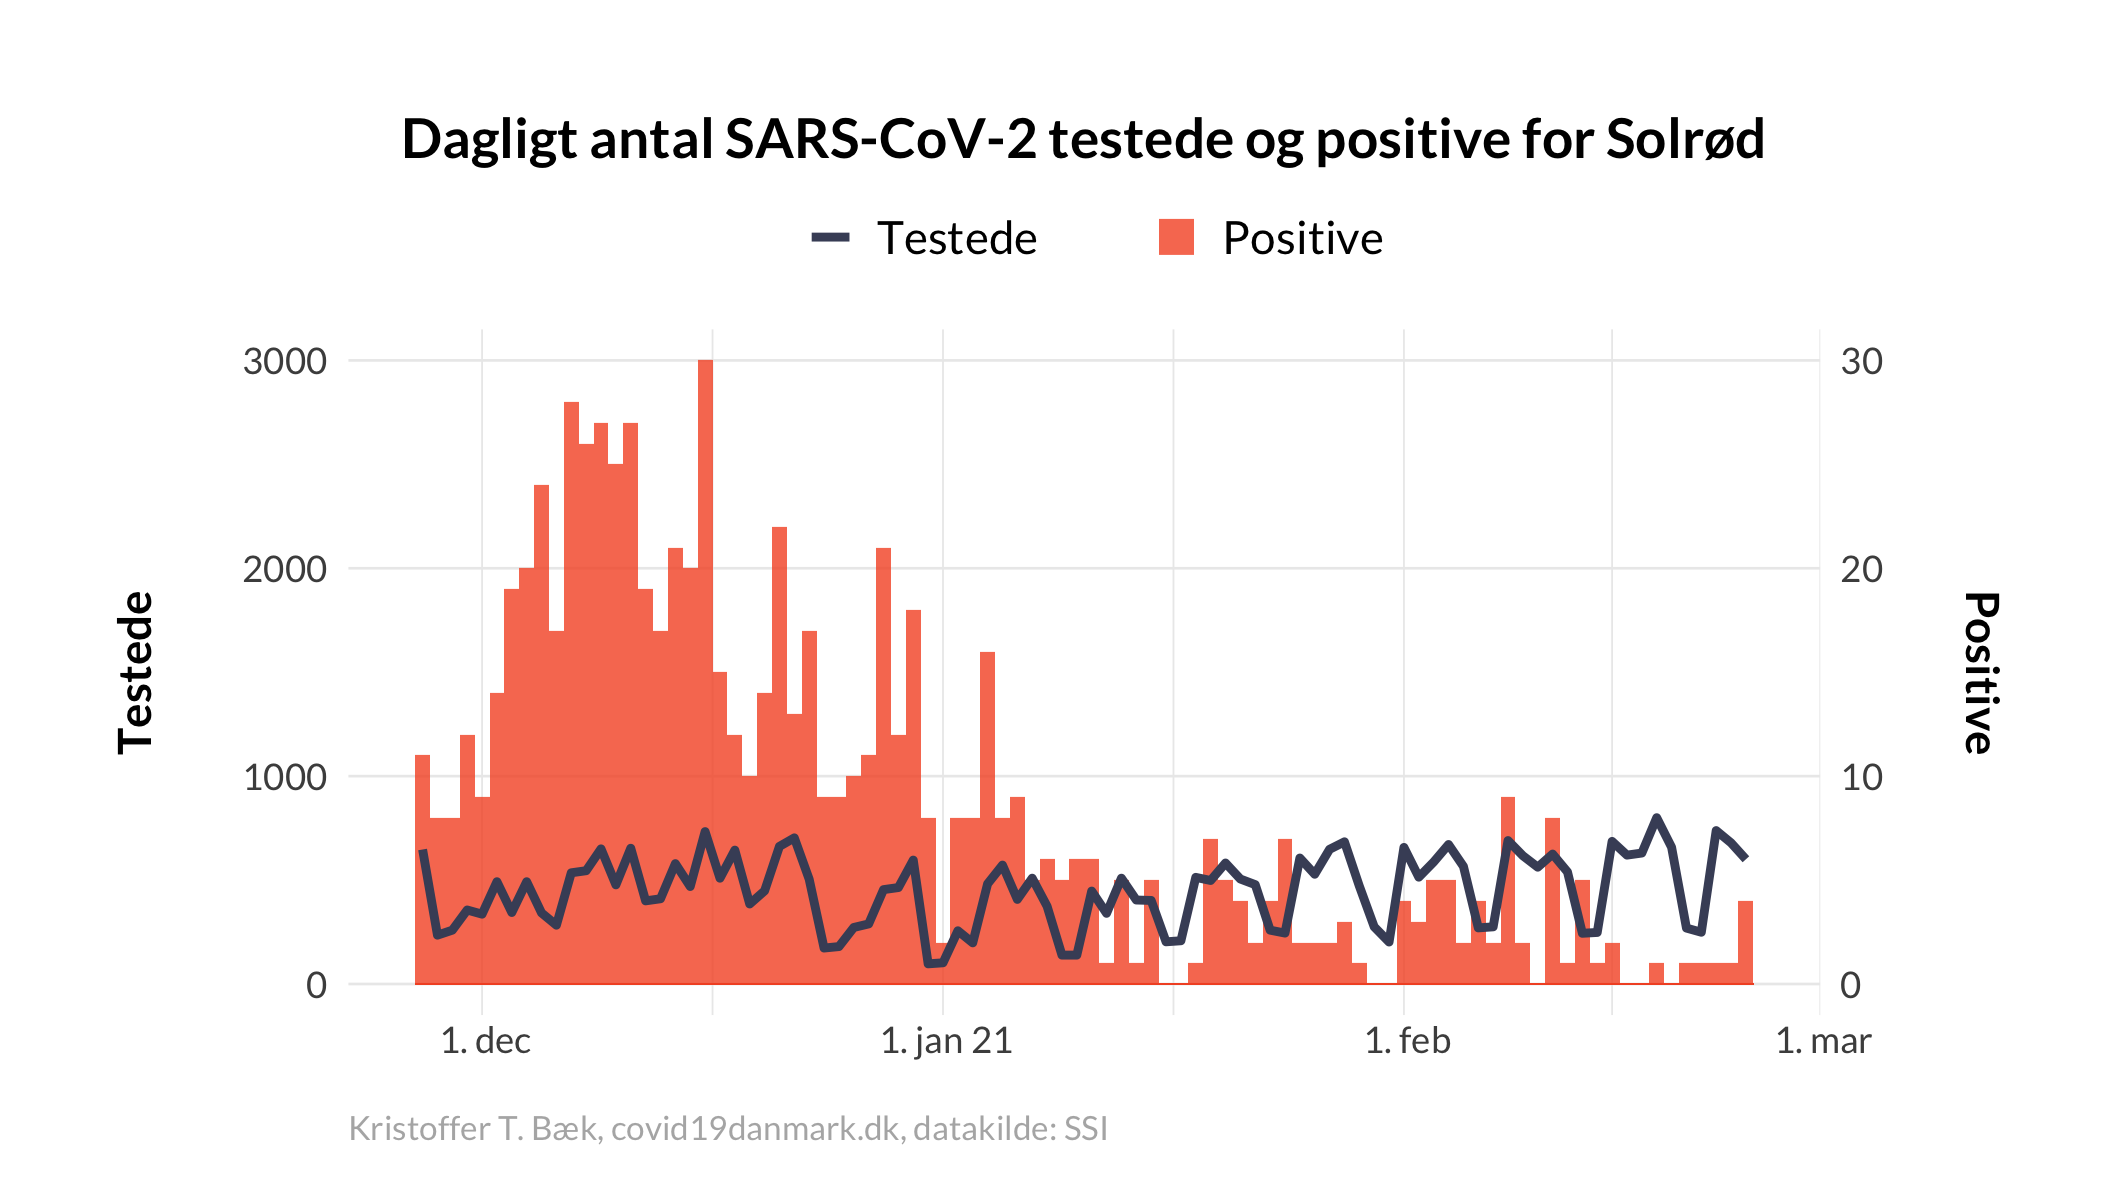 Dagligt antal SARS-CoV-2 testede og positive for Solrød
Testede Positive
3000 30
2000 20
1000 10
0 0
Testede
Positive
1. dec 1. jan 21 1. feb 1. mar
Kristoffer T. Bæk, covid19danmark.dk, datakilde: SSI